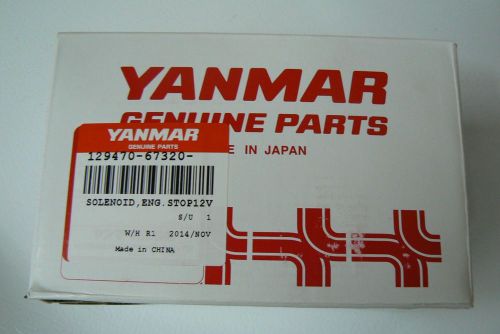 YANMAR
GENUINE PARTS
E IN JAPAN
YANMAR
GENUINE PARTS
129470-67320-
SOLENOID,ENG.STOP12V
S/U 1
W/H R1 2014/NOV
Made in CHINA